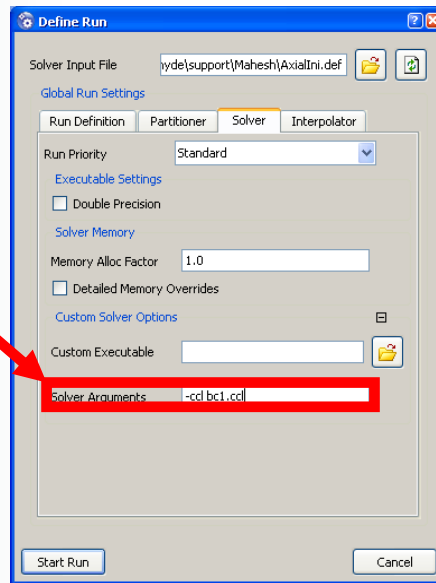 Define Run
Solver Input File nyde\support\Mahesh\AxialIni.def
Global Run Settings
Run Definition Partitioner Solver Interpolator
Run Priority Standard
Executable Settings
Double Precision
Solver Memory
Memory Alloc Factor 1.0
Detailed Memory Overrides
Custom Solver Options
Custom Executable
Solver Arguments -ccl bc1.ccl
Start Run Cancel